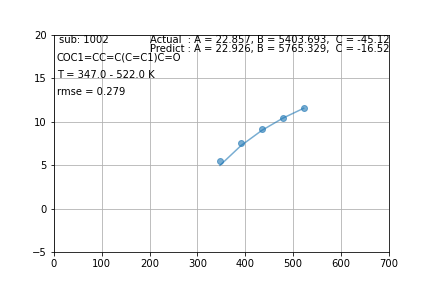 sub: 1002
Actual : A = 22.857, B = 5403.693, C = -45.12
Predict : A = 22.926, B = 5765.329, C = -16.52
COC1=CC=C(C=C1)C=O
T = 347.0 - 522.0 K
rmse = 0.279
20
15
10
5
0
−5
0 100 200 300 400 500 600 700